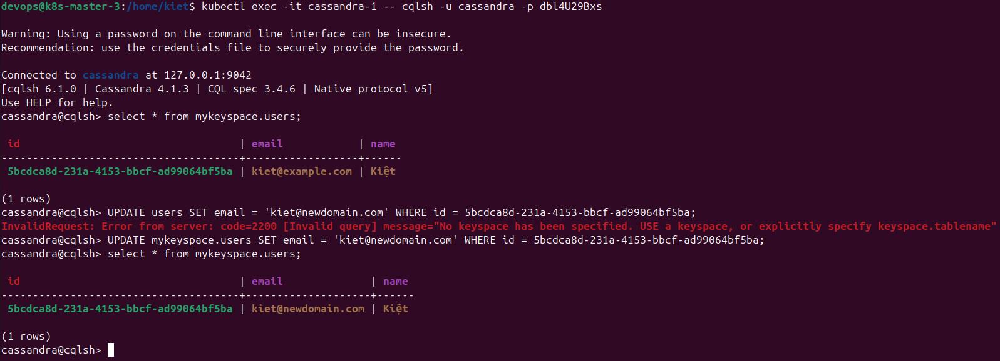 devops@k8s-master-3:/home/kiet$ kubectl exec -it cassandra-1 -- cqlsh -u cassandra -p dbl4U29Bxs
Warning: Using a password on the command line interface can be insecure.
Recommendation: use the credentials file to securely provide the password.
Connected to cassandra at 127.0.0.1:9042
[cqlsh 6.1.0 | Cassandra 4.1.3 | CQL spec 3.4.6 | Native protocol v5]
Use HELP for help.
cassandra@cqlsh> select * from mykeyspace.users;
id | email | name
--------------------------------------+------------------+------
5bcdca8d-231a-4153-bbcf-ad99064bf5ba | kiet@example.com | Kiệt
(1 rows)
cassandra@cqlsh> UPDATE users SET email = 'kiet@newdomain.com' WHERE id = 5bcdca8d-231a-4153-bbcf-ad99064bf5ba;
InvalidRequest: Error from server: code=2200 [Invalid query] message="No keyspace has been specified. USE a keyspace, or explicitly specify keyspace.tablename"
cassandra@cqlsh> UPDATE mykeyspace.users SET email = 'kiet@newdomain.com' WHERE id = 5bcdca8d-231a-4153-bbcf-ad99064bf5ba;
cassandra@cqlsh> select * from mykeyspace.users;
id | email | name
--------------------------------------+--------------------+------
5bcdca8d-231a-4153-bbcf-ad99064bf5ba | kiet@newdomain.com | Kiệt
(1 rows)
cassandra@cqlsh>